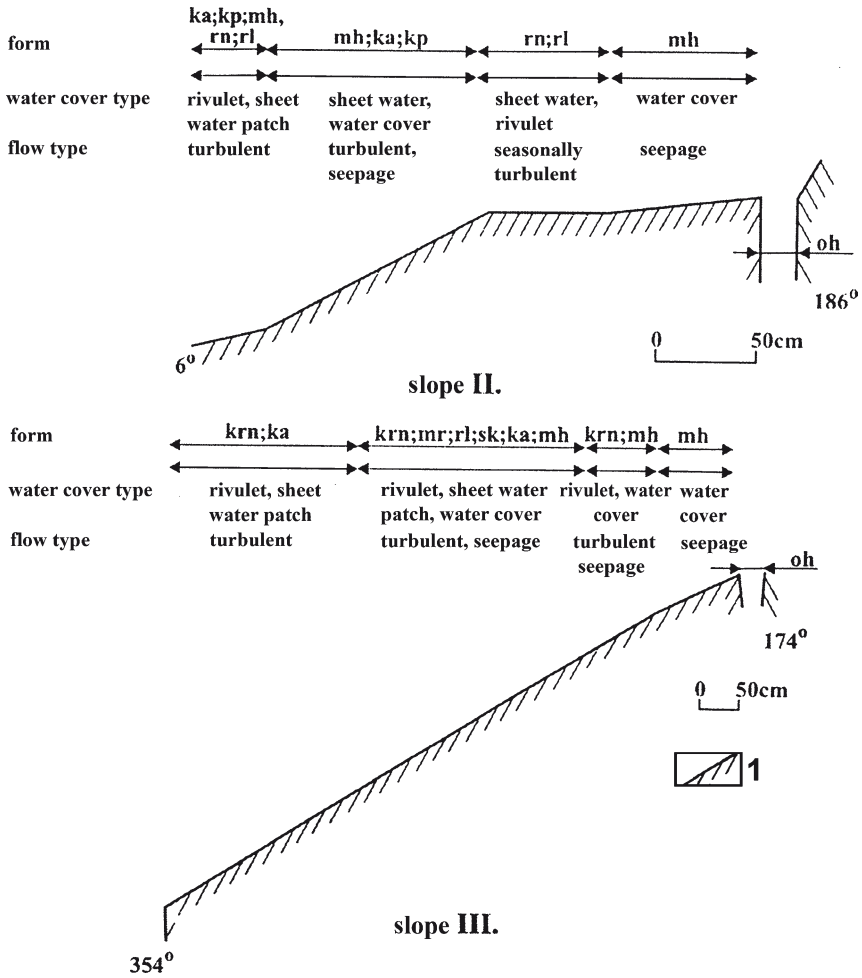 ka;kp;mh,
form rn;rl mh;ka;kp rn;rl mh
water cover type rivulet, sheet sheet water, sheet water, water cover
water patch water cover rivulet
flow type turbulent turbulent, seasonally seepage
seepage turbulent
oh
186°
0 50cm
6°
slope II.
form krn;ka krn;mr;rl;sk;ka;mh krn;mh mh
water cover type rivulet, sheet rivulet, sheet water rivulet, water water
water patch patch, water cover cover cover
flow type turbulent turbulent, seepage turbulent seepage
seepage
oh
174°
0 50cm
1
slope III.
354°